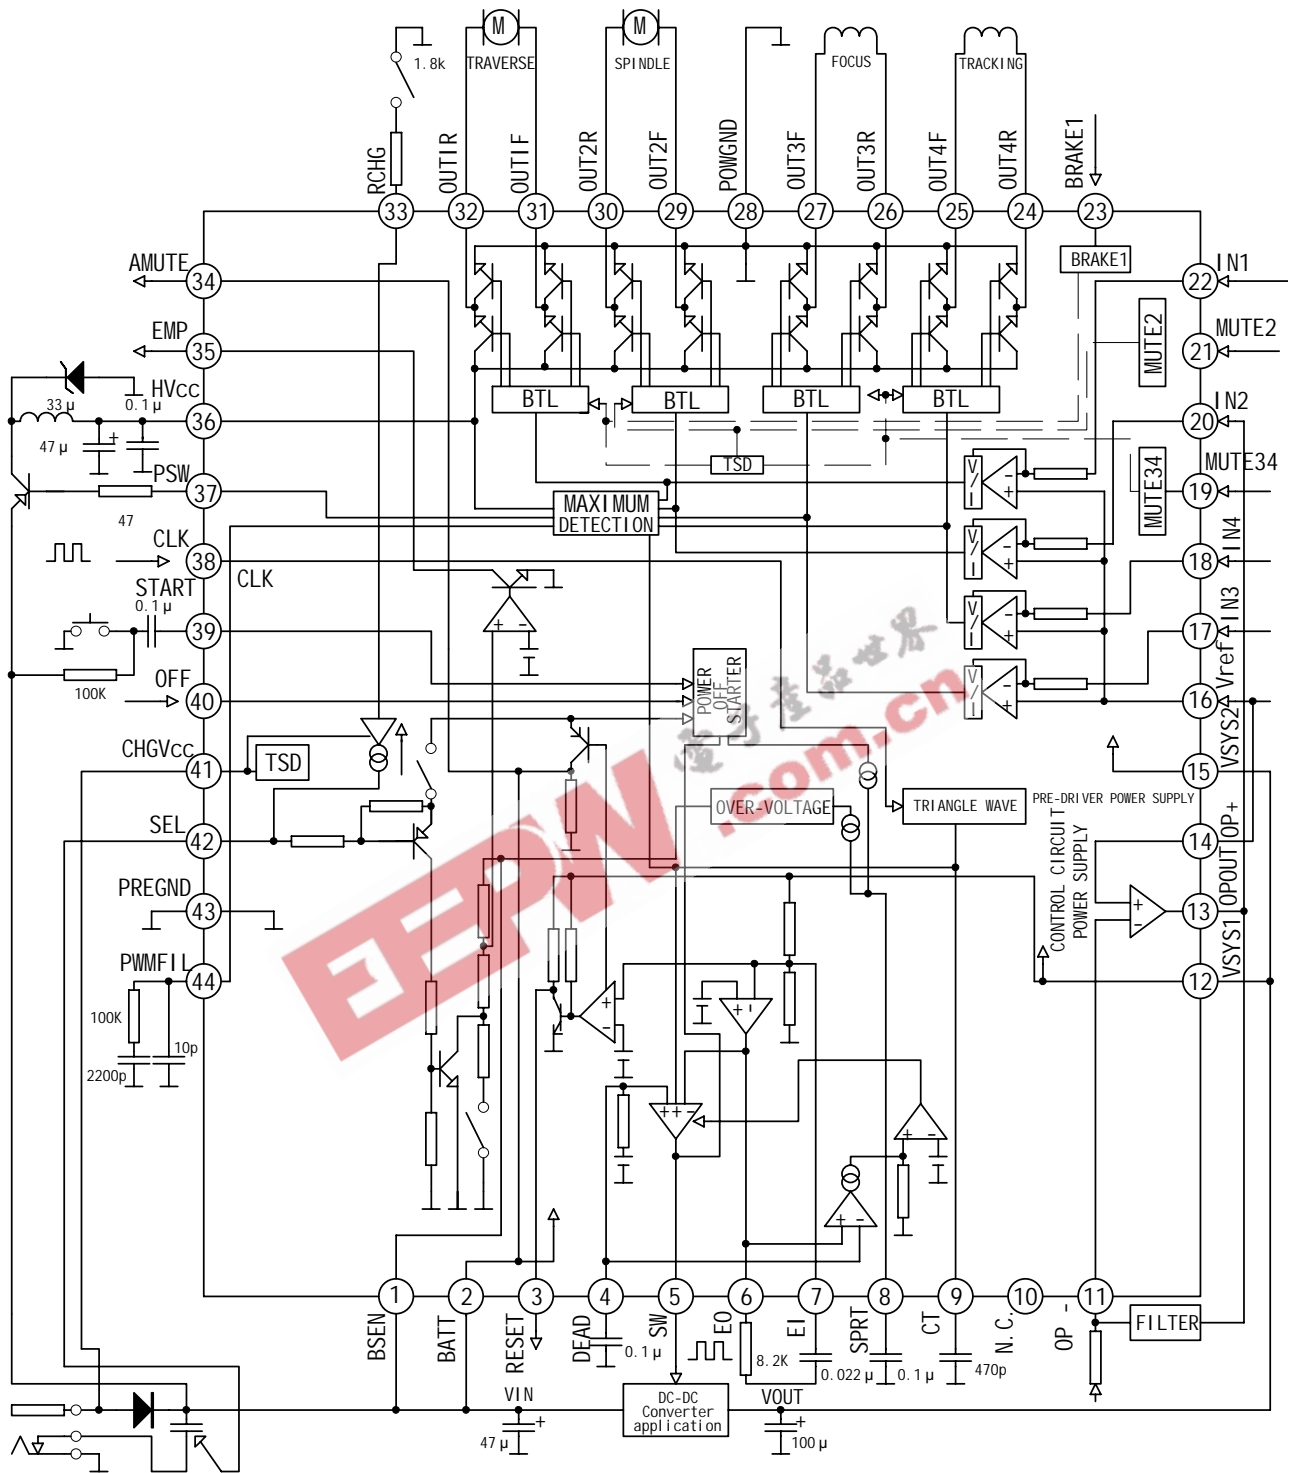 M
M
1.8k
TRAVERSE
SPINDLE
FOCUS
TRACKING
RCHG
OUT1R
OUT1F
OUT2R
OUT2F
POWGND
OUT3F
OUT3R
OUT4F
OUT4R
BRAKE1
33
32
31
30
29
28
27
26
25
24
23
AMUTE
34
BRAKE1
22
IN1
EMP
35
MUTE2
21
MUTE2
HVcc
33μ
0.1μ
36
BTL
BTL
BTL
BTL
20
IN2
47μ
+
PSW
37
47
TSD
MAXIMUM
DETECTION
V/I
-
+
MUTE34
19
MUTE34
CLK
38
CLK
V/I
-
+
18
IN4
START
0.1μ
39
+
-
V/I
-
+
17
IN3
100K
OFF
40
POWER
OFF
STARTER
V/I
-
+
16
Vref
CHGVcc
41
TSD
15
VSYS2
電子產品世界
EEPW
.com.cn
OVER-VOLTAGE
TRIANGLE WAVE
PRE-DRIVER POWER SUPPLY
SEL
42
14
OP+
PREGND
43
CONTROL CIRCUIT
POWER SUPPLY
+
-
13
OPOUT
PWMFIL
44
12
VSYS1
100K
10p
2200p
+
-
+
-
++-
+
-
+
-
1
2
3
4
5
6
7
8
9
10
11
BSEN
BATT
RESET
DEAD
SW
EO
EI
SPRT
CT
N.C.
OP -
FILTER
0.1μ
8.2K
0.022μ
0.1μ
470p
VIN
DC-DC
Converter
application
VOUT
+
47μ
+
100μ